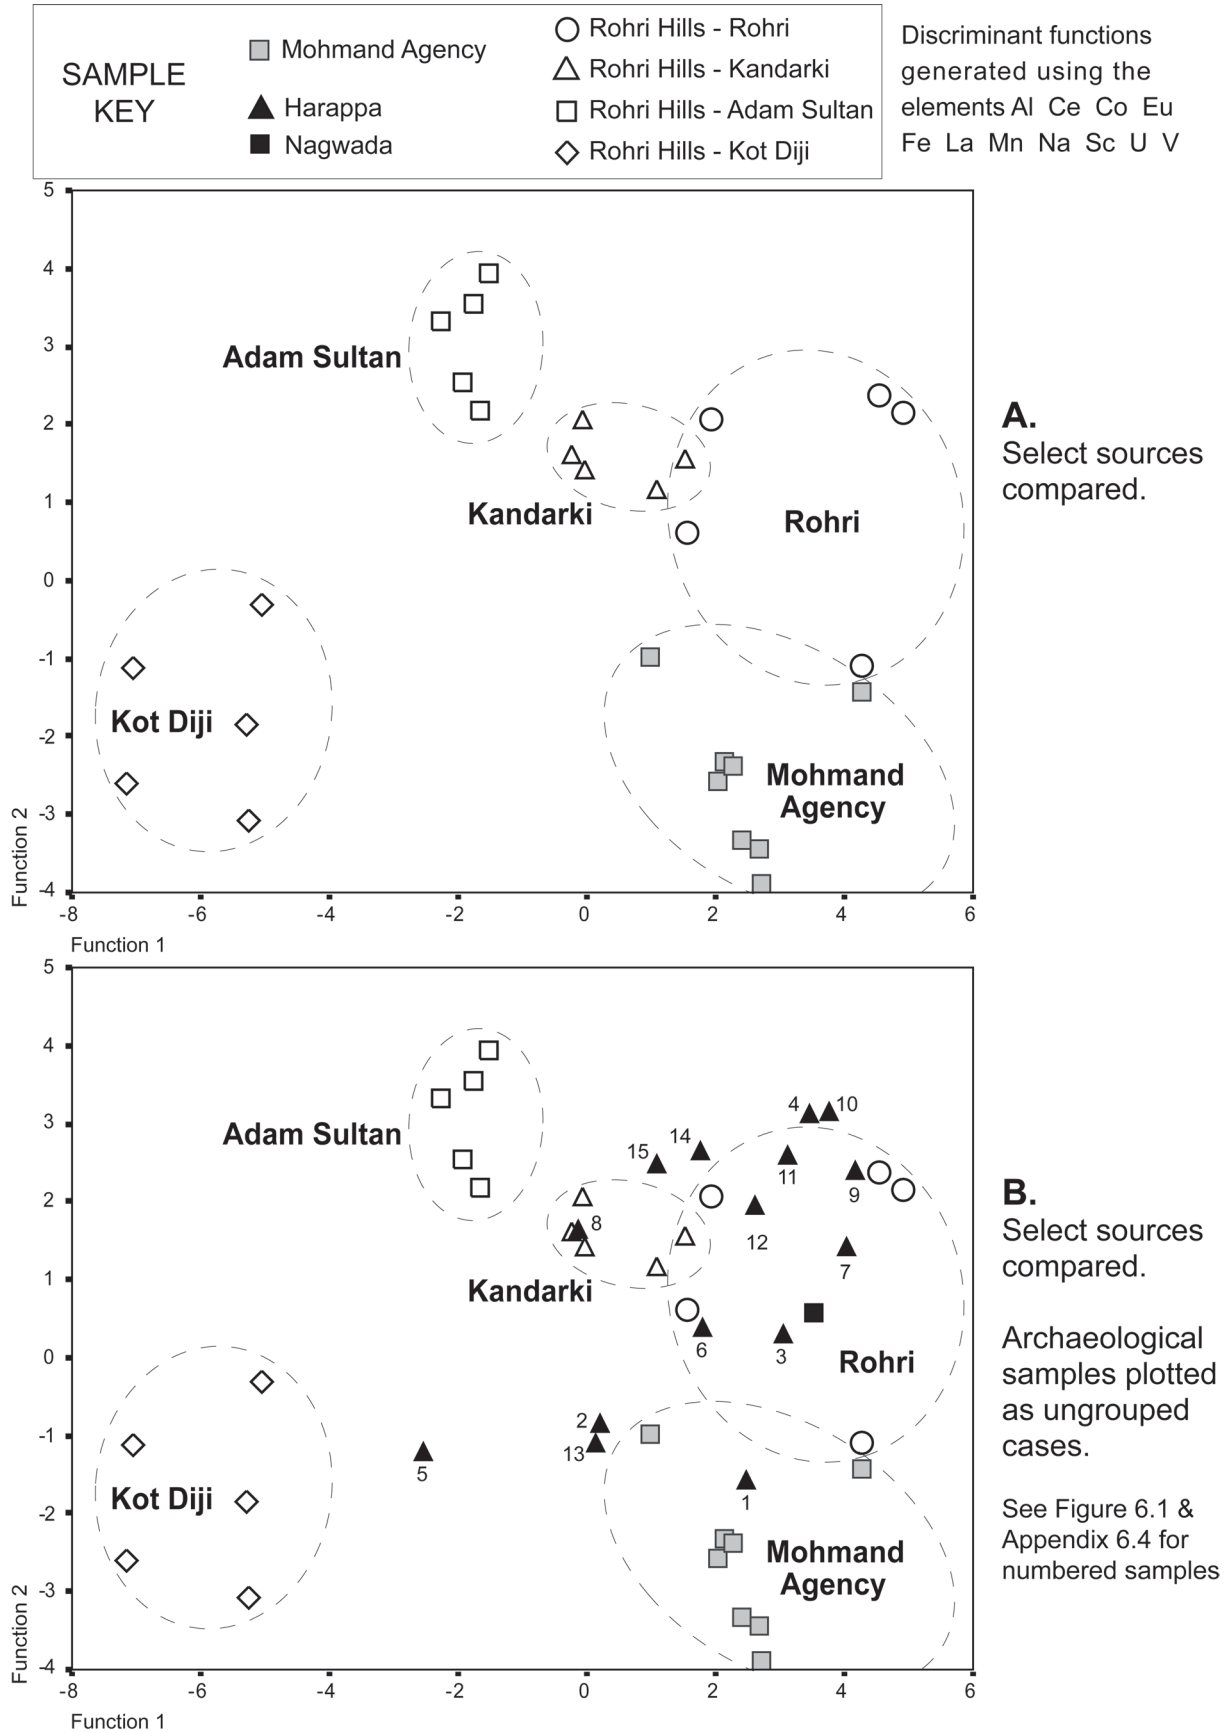 SAMPLE
KEY
Mohmand Agency
Harappa
Nagwada
Rohri Hills - Rohri
Rohri Hills - Kandarki
Rohri Hills - Adam Sultan
Rohri Hills - Kot Diji
Discriminant functions
generated using the
elements Al Ce Co Eu
Fe La Mn Na Sc U V
5
4
3
2
1
0
-1
-2
-3
-4
Function 2
Adam Sultan
Kandarki
Rohri
Kot Diji
Mohmand
Agency
-8 -6 -4 -2 0 2 4 6
Function 1
A.
Select sources
compared.
5
4
3
2
1
0
-1
-2
-3
-4
Function 2
Adam Sultan
Kandarki
Rohri
Kot Diji
Mohmand
Agency
4
10
14
15
11
9
8
12
7
6
3
2
13
5
1
-8 -6 -4 -2 0 2 4 6
Function 1
B.
Select sources
compared.
Archaeological
samples plotted
as ungrouped
cases.
See Figure 6.1 &
Appendix 6.4 for
numbered samples